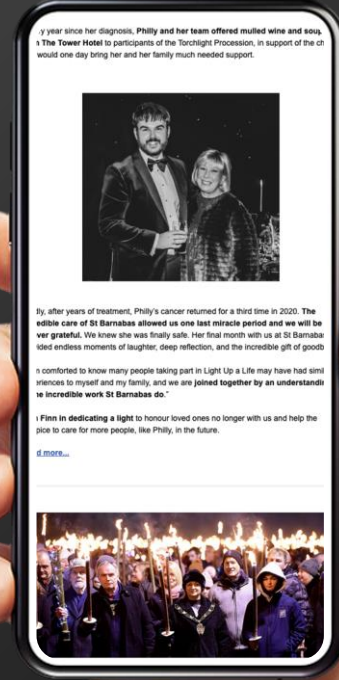 y year since her diagnosis, Philly and her team offered mulled wine and soup
The Tower Hotel to participants of the Torchlight Procession, in support of the ch
would one day bring her and her family much needed support.
lly, after years of treatment, Philly's cancer returned for a third time in 2020. The
edible care of St Barnabas allowed us one last miracle period and we will be
ver grateful. We knew she was finally safe. Her final month with us at St Barnabas
ided endless moments of laughter, deep reflection, and the incredible gift of goodb
n comforted to know many people taking part in Light Up a Life may have had simil
eriences to myself and my family, and we are joined together by an understandin
he incredible work St Barnabas do."
Finn in dedicating a light to honour loved ones no longer with us and help the
pice to care for more people, like Philly, in the future.
d more...